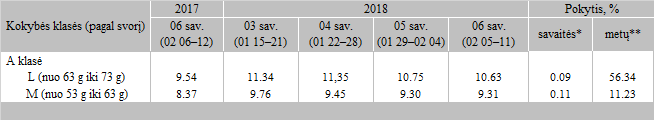 Kokybės klasės (pagal svorį) 2017 2018 Pokytis, %
06 sav. (02 06–12) 03 sav. (01 15–21) 04 sav. (01 22–28) 05 sav. (01 29–02 04) 06 sav. (02 05–11) savaitės* metų**
A klasė
L (nuo 63 g iki 73 g) 9.54 11.34 11,35 10.75 10.63 0.09 56.34
M (nuo 53 g iki 63 g) 8.37 9.76 9.45 9.30 9.31 0.11 11.23